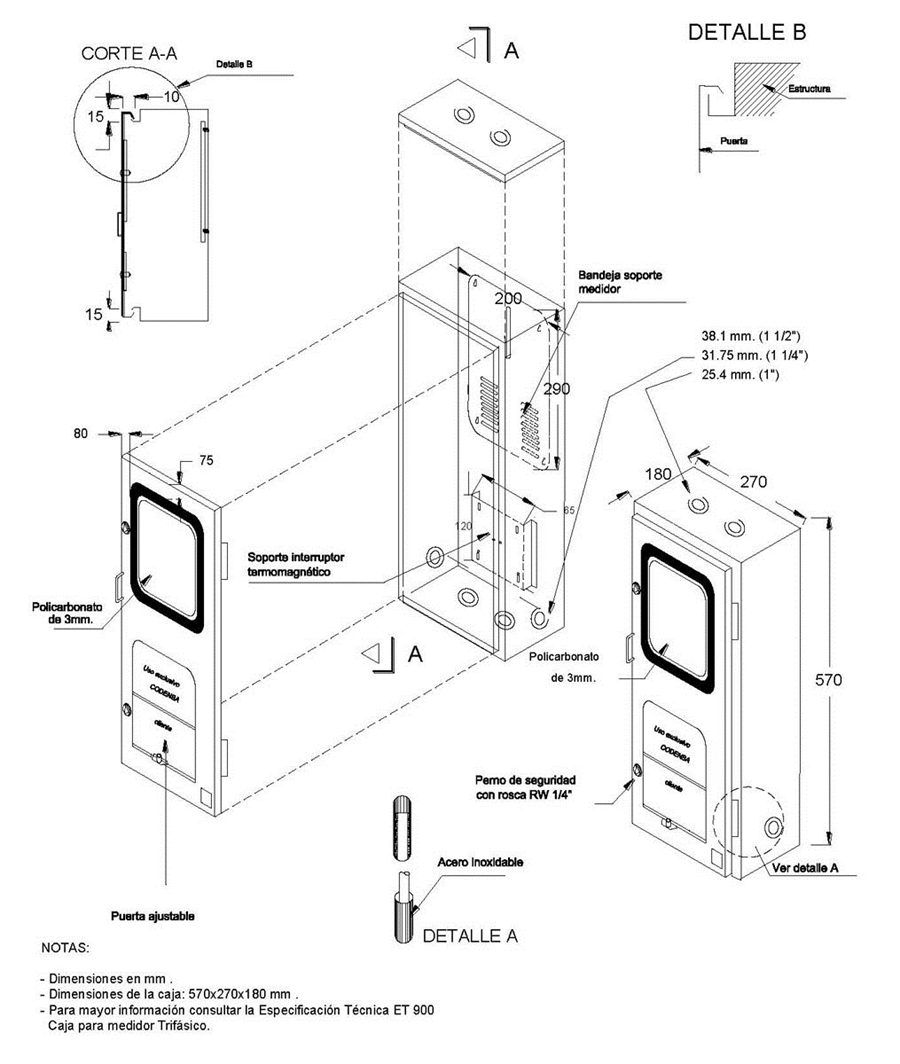 DETALLE B
CORTE A-A
Detalle B
A
10
15
Estructura
Puerta
15
Bandeja soporte
medidor
200
290
38.1 mm. (1 1/2")
31.75 mm. (1 1/4")
25.4 mm. (1")
80
75
180
270
65
120
Soporte interruptor
termomagnético
Policarbonato
de 3mm.
A
Policarbonato
de 3mm.
570
Uso exclusivo
CODENSA
cliente
Uso exclusivo
CODENSA
cliente
Perno de seguridad
con rosca RW 1/4"
Acero inoxidable
Ver detalle A
Puerta ajustable
DETALLE A
NOTAS:
- Dimensiones en mm .
- Dimensiones de la caja: 570x270x180 mm .
- Para mayor información consultar la Especificación Técnica ET 900
Caja para medidor Trifásico.